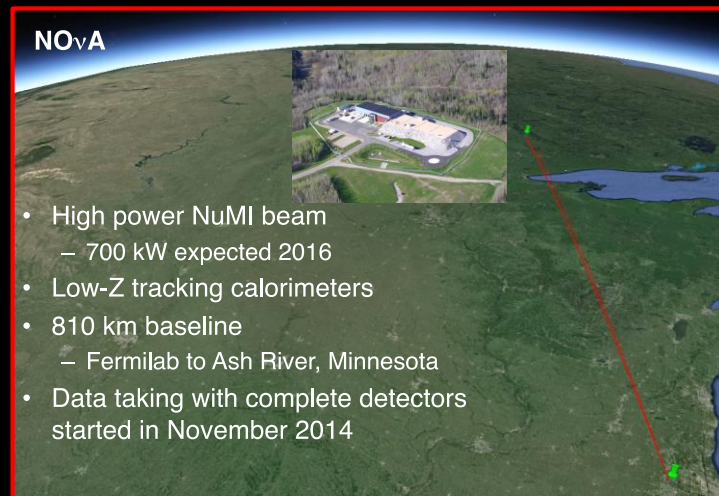 NOνA
• High power NuMI beam
– 700 kW expected 2016
• Low-Z tracking calorimeters
• 810 km baseline
– Fermilab to Ash River, Minnesota
• Data taking with complete detectors
started in November 2014